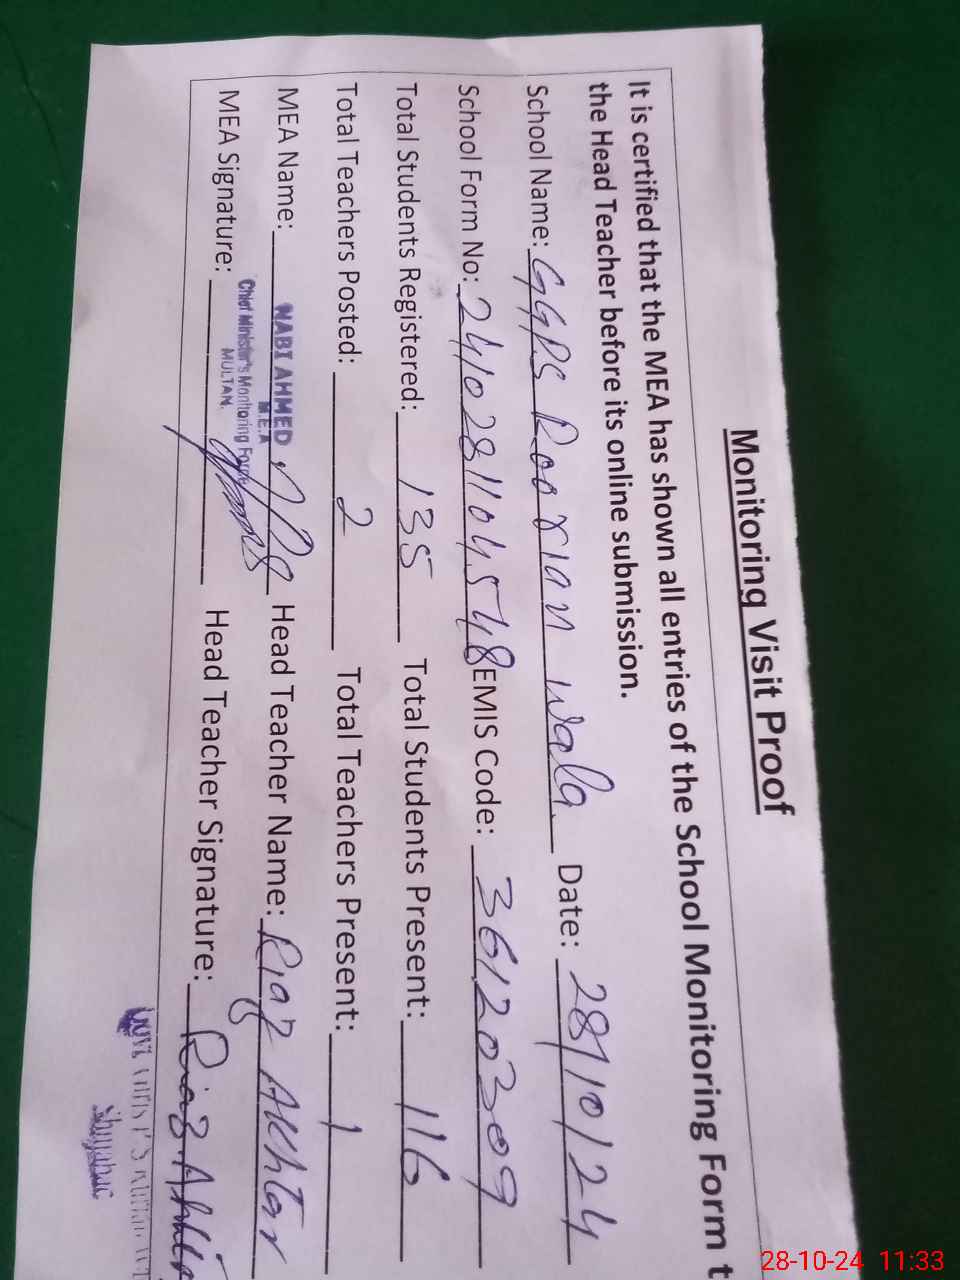 Monitoring Visit Proof
It is certified that the MEA has shown all entries of the School Monitoring Form t
the Head Teacher before its online submission.
School Name: GGPS Rooxian wala Date: 28/10/24
School Form No: 2410281104548 EMIS Code: 36120309
Total Students Registered: 135 Total Students Present: 116
Total Teachers Posted: 2 Total Teachers Present: 1
MEA Name: NABI AHMED Head Teacher Name: Riaz Akhtar
M.E.A
Chief Minister's Monitoring Force
MULTAN.
MEA Signature: Head Teacher Signature: Riaz Akht
28-10-24 11:33